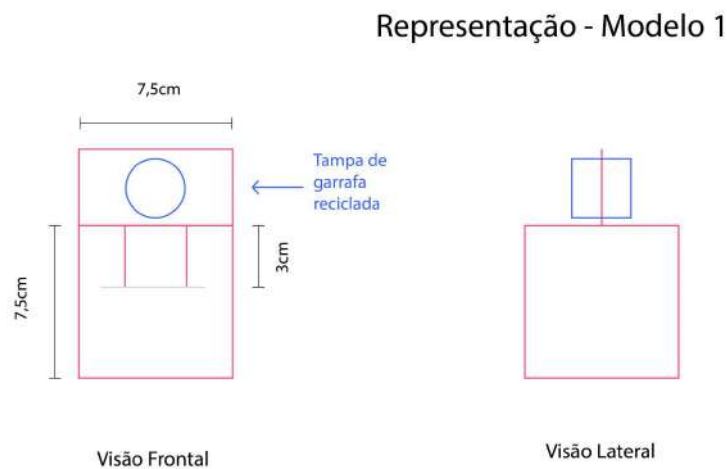 Representação - Modelo 1
7,5cm
Tampa de
garrafa
reciclada
3cm
7,5cm
Visão Frontal
Visão Lateral